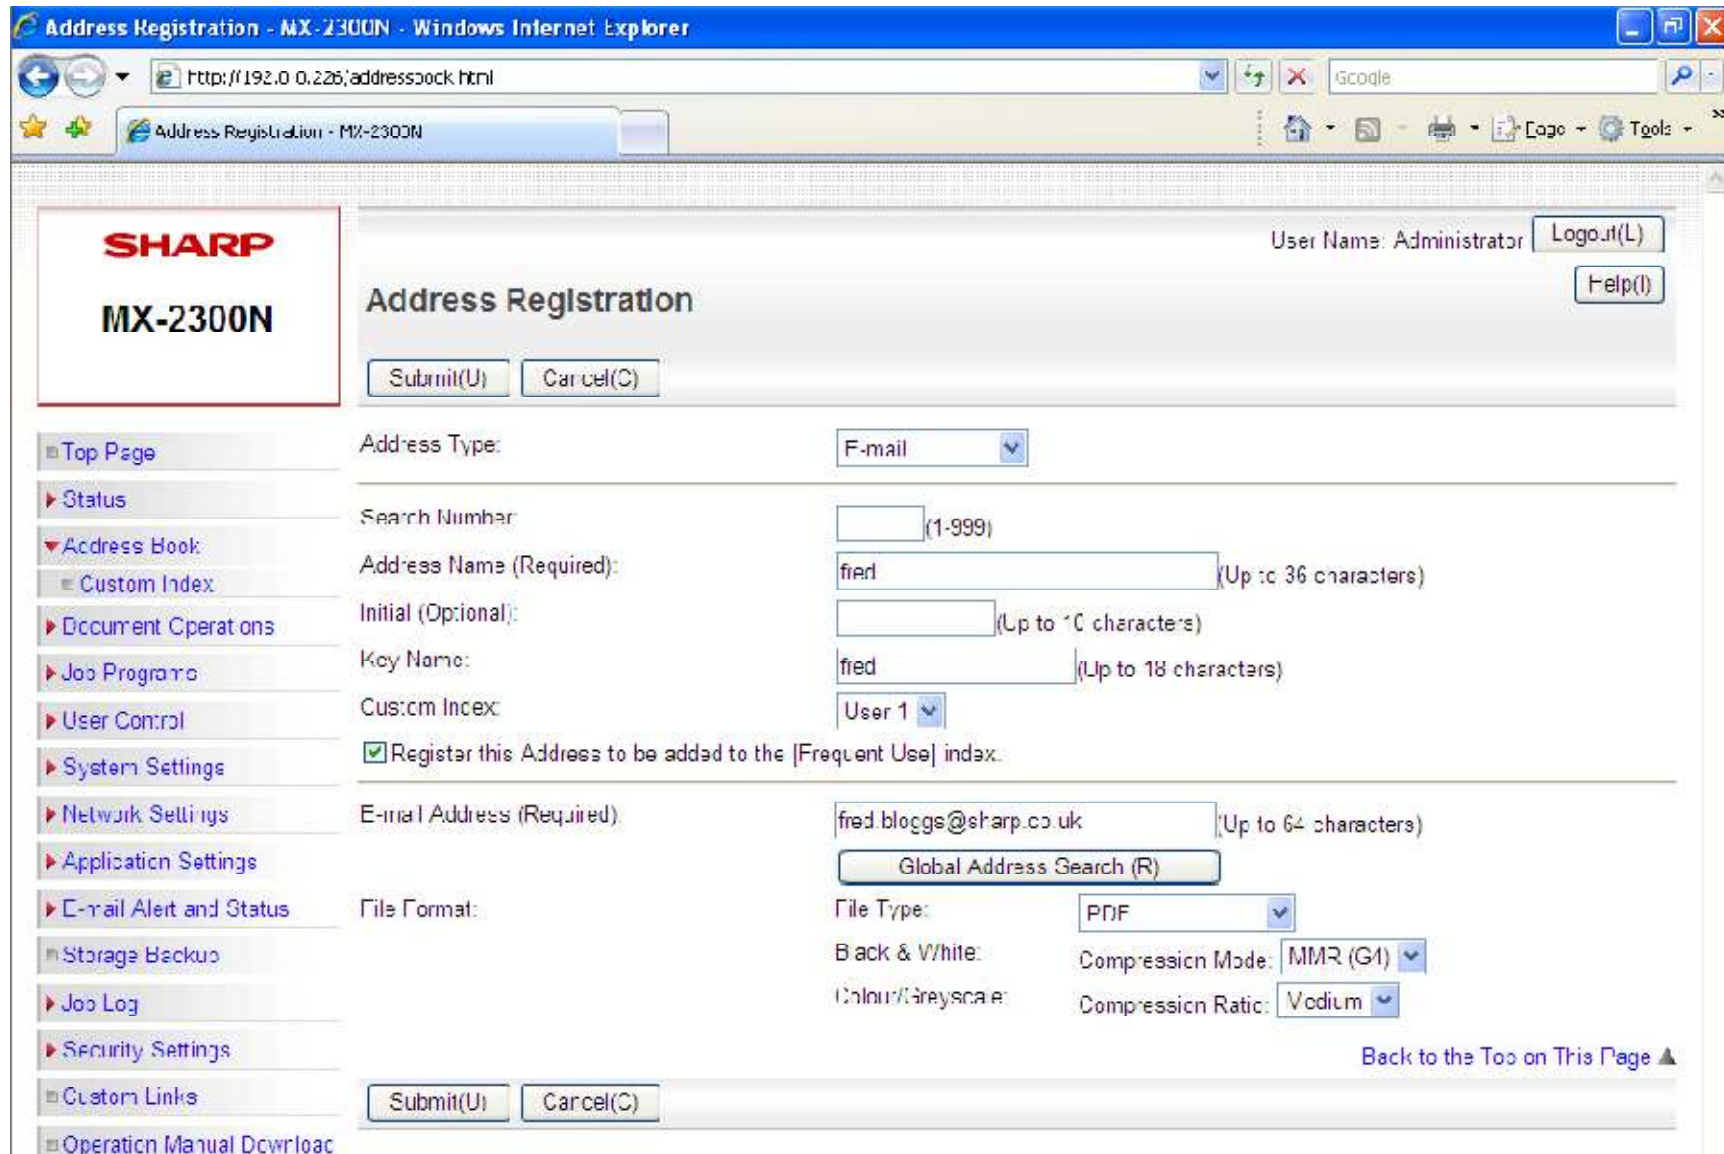 Address Registration - MX-2300N - Windows Internet Explorer
http://192.0.0.226/addressbook.html
Google
Address Registration - MX-2300N
Page
Tools
SHARP
MX-2300N
User Name: Administrator
Logout(L)
Help(I)
Address Registration
Submit(U)
Cancel(C)
Top Page
Status
Address Book
Custom Index
Document Operations
Job Programs
User Control
System Settings
Network Settings
Application Settings
E-mail Alert and Status
Storage Backup
Job Log
Security Settings
Custom Links
Operation Manual Download
Address Type:
E-mail
Search Number:
(1-999)
Address Name (Required):
fred
(Up to 36 characters)
Initial (Optional):
(Up to 10 characters)
Key Name:
fred
(Up to 18 characters)
Custom Index:
User 1
Register this Address to be added to the [Frequent Use] index.
E-mail Address (Required):
fred.bloggs@sharp.co.uk
(Up to 64 characters)
Global Address Search (R)
File Format:
File Type:
PDF
Black & White:
Compression Mode: MMR (G4)
Colour/Greyscale:
Compression Ratio: Medium
Back to the Top on This Page
Submit(U)
Cancel(C)